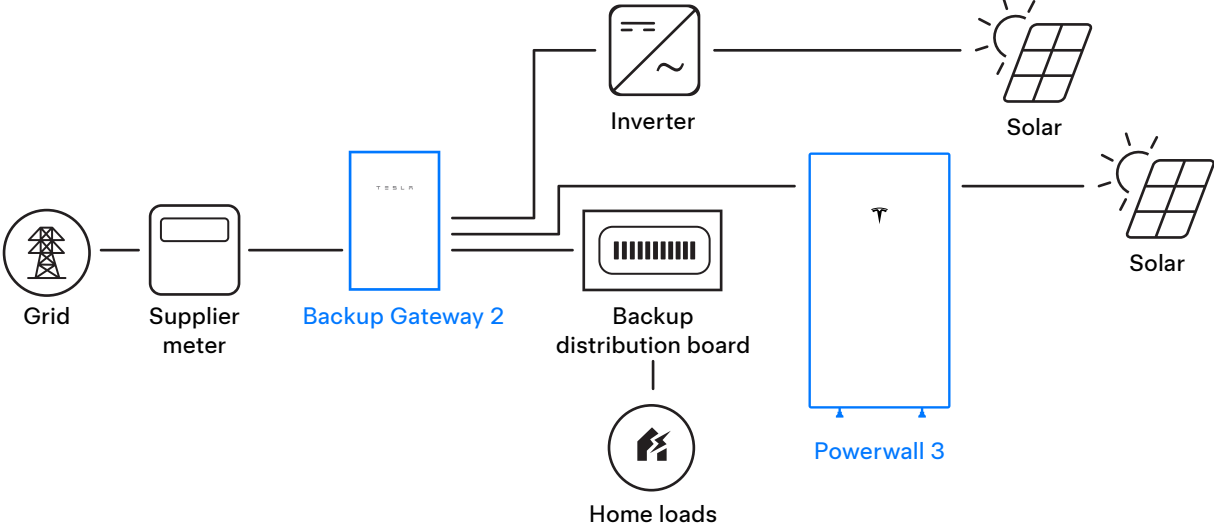 Inverter
Solar
TESLA
Solar
Grid
Supplier
meter
Backup Gateway 2
Backup
distribution board
Powerwall 3
Home loads